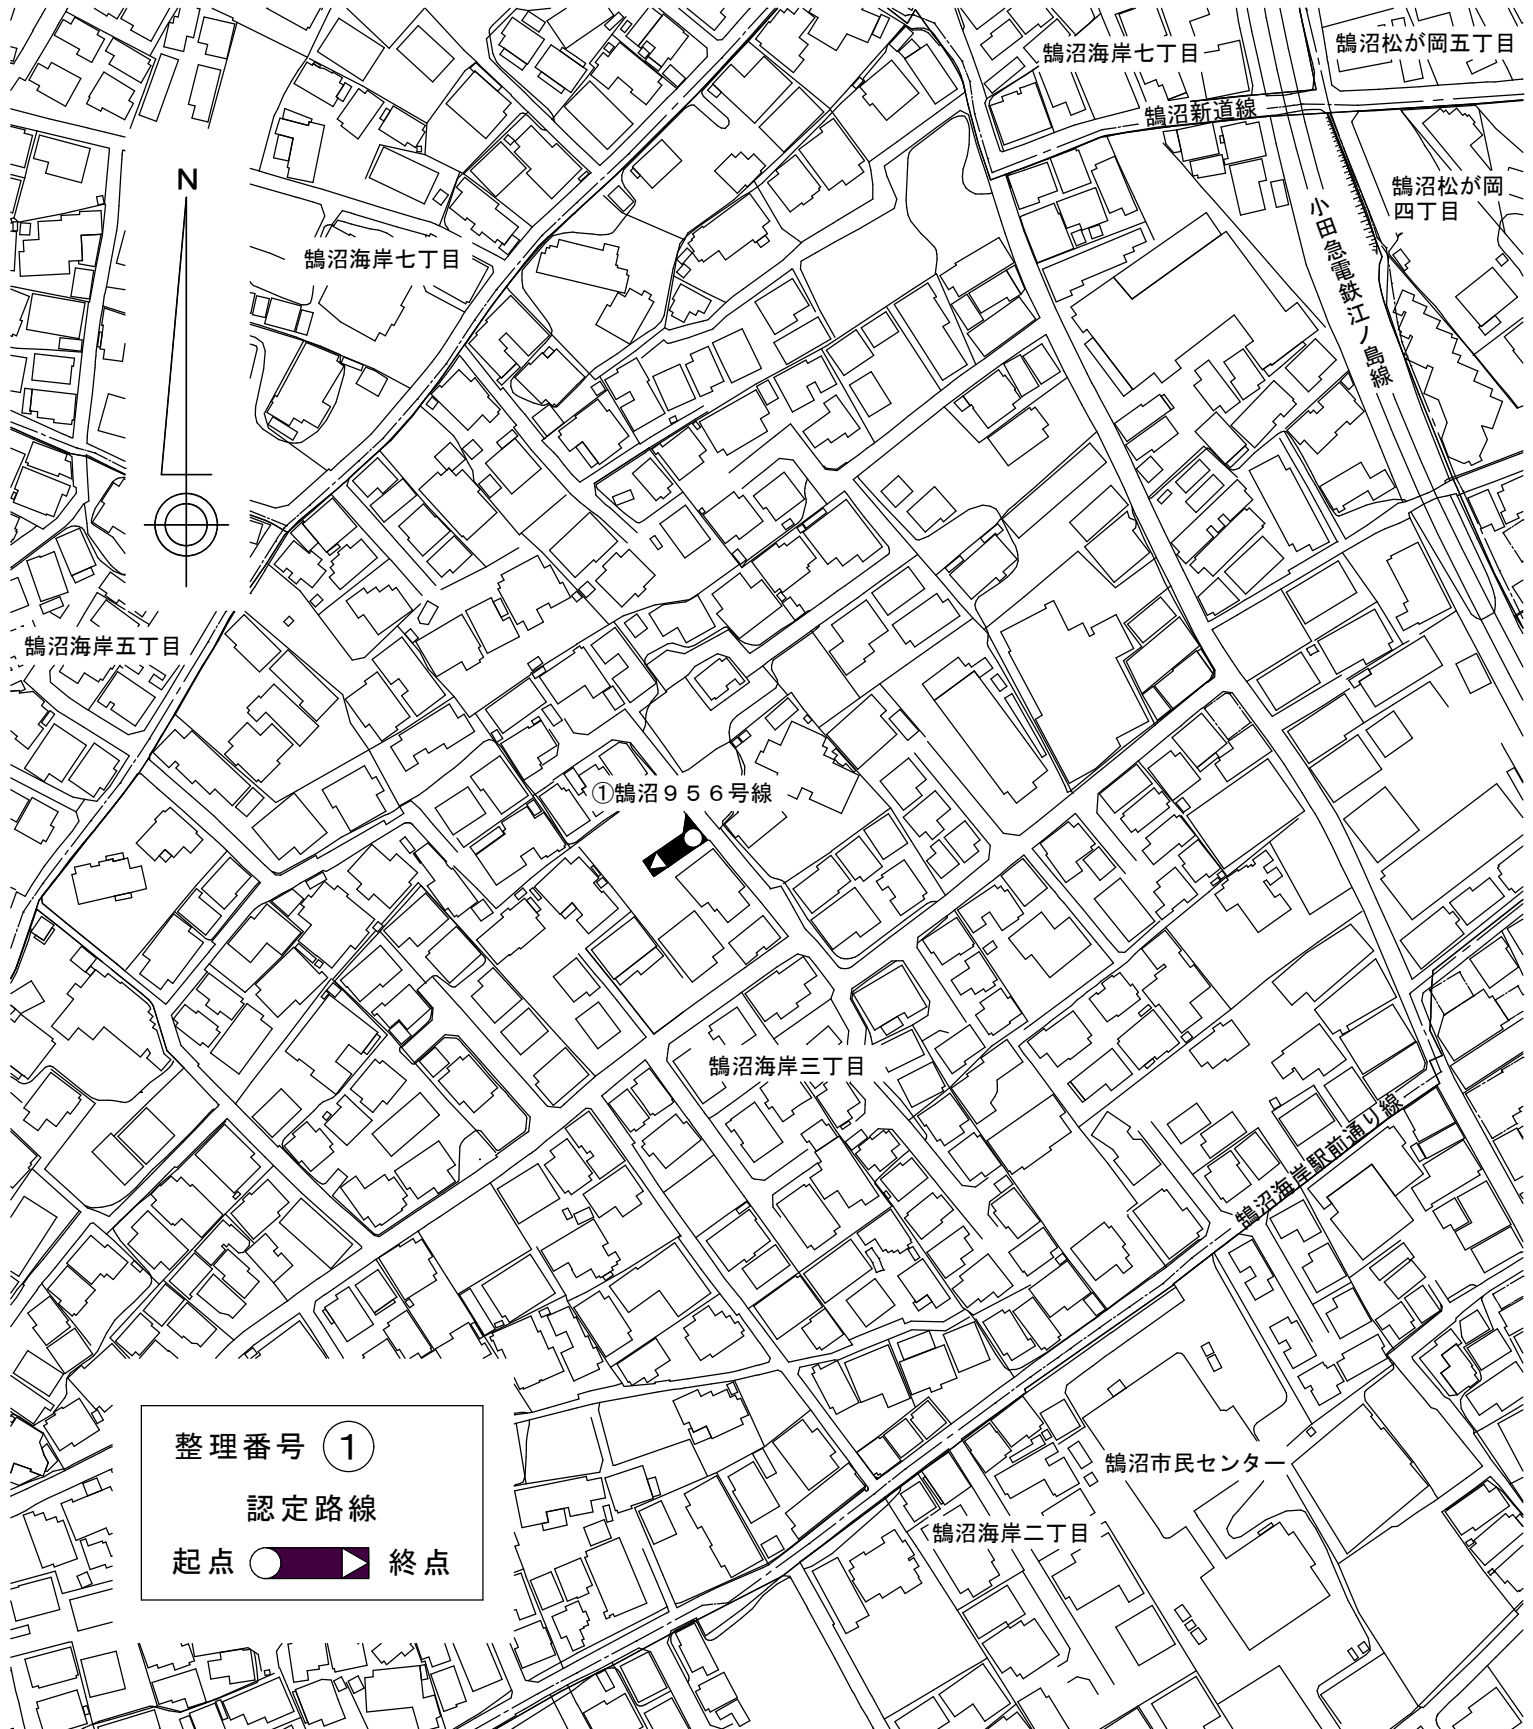 鵠沼海岸七丁目
鵠沼松が岡五丁目
鵠沼新道線
N
鵠沼松が岡
四丁目
小田急電鉄江ノ島線
鵠沼海岸七丁目
鵠沼海岸五丁目
①鵠沼９５６号線
鵠沼海岸三丁目
鵠沼海岸駅前通り線
整理番号 ①
認定路線
起点 終点
鵠沼市民センター
鵠沼海岸二丁目